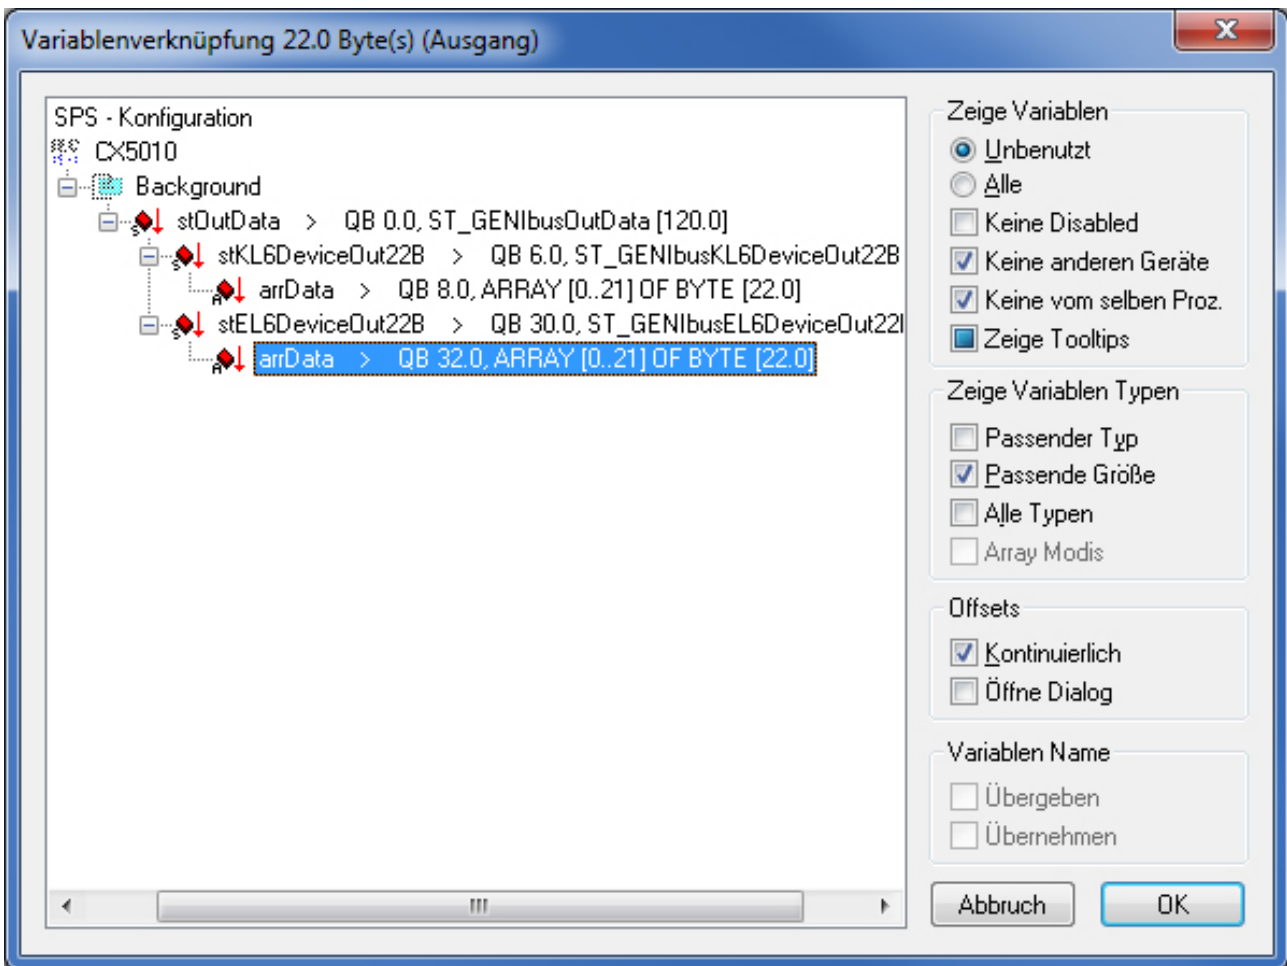 Variablenverknüpfung 22.0 Byte(s) (Ausgang)
SPS - Konfiguration
CX5010
Background
stOutData > QB 0.0, ST_GENIbusOutData [120.0]
stKL6DeviceOut22B > QB 6.0, ST_GENIbusKL6DeviceOut22B
arrData > QB 8.0, ARRAY [0..21] OF BYTE [22.0]
stEL6DeviceOut22B > QB 30.0, ST_GENIbusEL6DeviceOut22
arrData > QB 32.0, ARRAY [0..21] OF BYTE [22.0]
Zeige Variablen
Unbenutzt
Alle
Keine Disabled
Keine anderen Geräte
Keine vom selben Proz.
Zeige Tooltips
Zeige Variablen Typen
Passender Typ
Passende Größe
Alle Typen
Array Modis
Offsets
Kontinuierlich
Öffne Dialog
Variablen Name
Übergeben
Übernehmen
Abbruch
OK